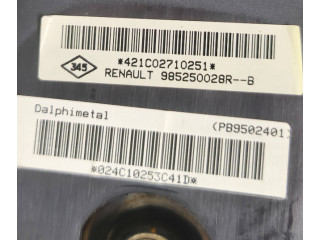 *421C02710251*
345
RENAULT 985250028R--B
Dalphimetal
(PB9502401)
*024C10253C41D*